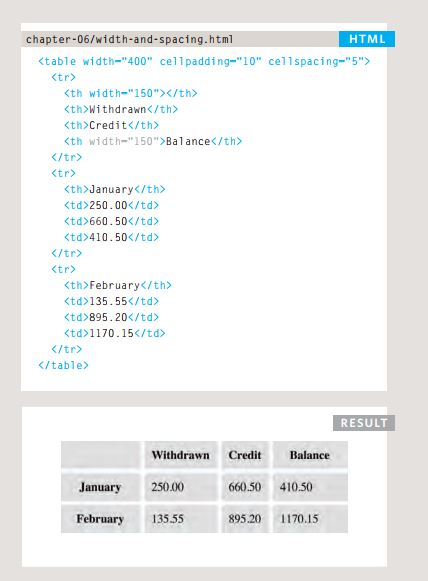 chapter-06/width-and-spacing.html HTML
<table width="400" cellpadding="10" cellspacing="5">
<tr>
<th width="150"></th>
<th>Withdrawn</th>
<th>Credit</th>
<th width="150">Balance</th>
</tr>
<tr>
<th>January</th>
<td>250.00</td>
<td>660.50</td>
<td>410.50</td>
</tr>
<tr>
<th>February</th>
<td>135.55</td>
<td>895.20</td>
<td>1170.15</td>
</tr>
</table>
RESULT
Withdrawn Credit Balance
January 250.00 660.50 410.50
February 135.55 895.20 1170.15